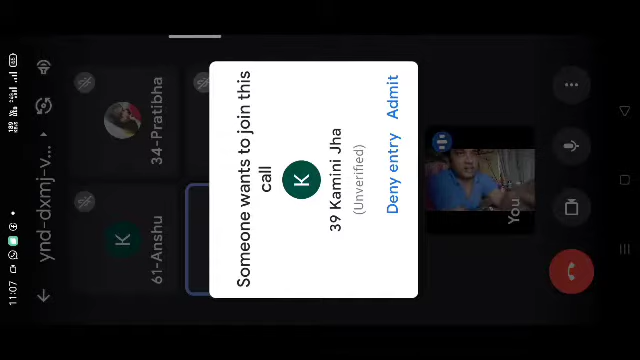 11:07
189
ynd-dxmj-v...
61-Anshu
34-Pratibha
K
Someone wants to join this
call
K
39 Kamini Jha
(Unverified)
Deny entry Admit
You